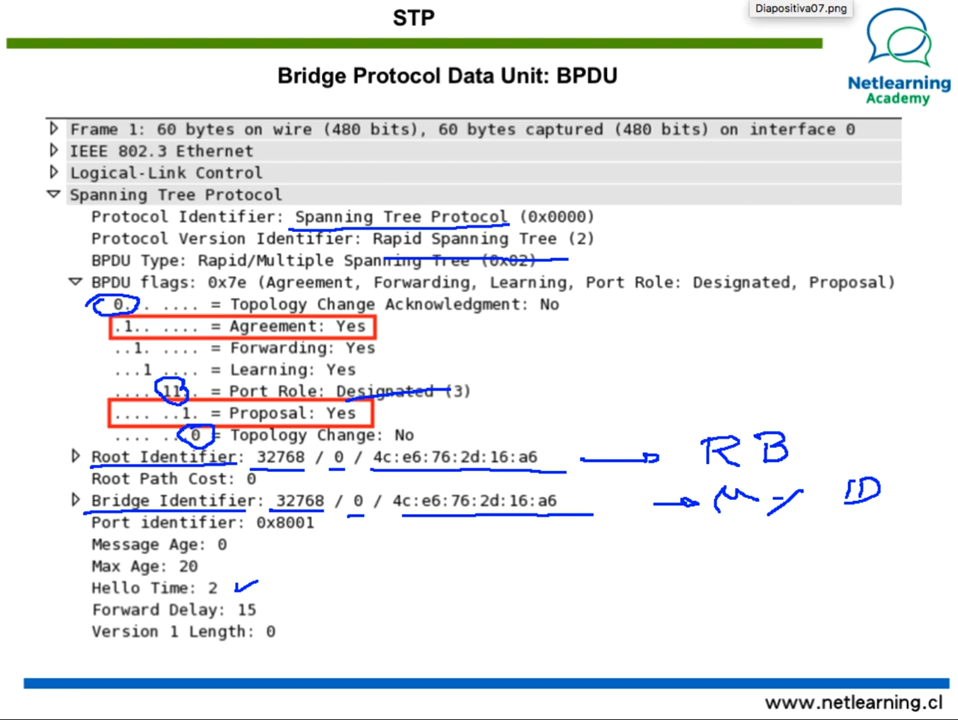 STP
Diapositiva07.png
Netlearning
Academy
Bridge Protocol Data Unit: BPDU
Frame 1: 60 bytes on wire (480 bits), 60 bytes captured (480 bits) on interface 0
IEEE 802.3 Ethernet
Logical-Link Control
Spanning Tree Protocol
Protocol Identifier: Spanning Tree Protocol (0x0000)
Protocol Version Identifier: Rapid Spanning Tree (2)
BPDU Type: Rapid/Multiple Spanning Tree (0x02)
BPDU flags: 0x7e (Agreement, Forwarding, Learning, Port Role: Designated, Proposal)
0... .... = Topology Change Acknowledgment: No
.1.. .... = Agreement: Yes
..1. .... = Forwarding: Yes
...1 .... = Learning: Yes
.... 11.. = Port Role: Designated (3)
.... ..1. = Proposal: Yes
.... ...0 = Topology Change: No
Root Identifier: 32768 / 0 / 4c:e6:76:2d:16:a6
RB
Root Path Cost: 0
Bridge Identifier: 32768 / 0 / 4c:e6:76:2d:16:a6
ID
Port identifier: 0x8001
Message Age: 0
Max Age: 20
Hello Time: 2
Forward Delay: 15
Version 1 Length: 0
www.netlearning.cl